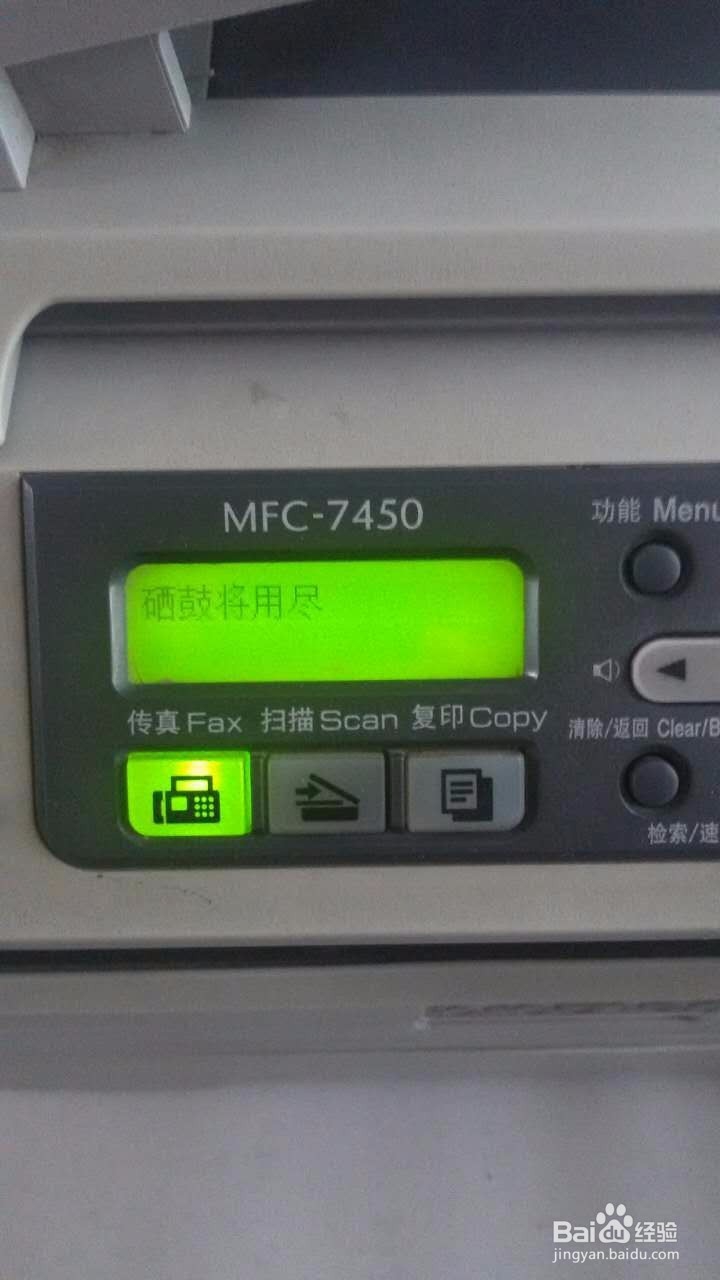 MFC-7450
功能 Menu
硒鼓将用尽
传真 Fax 扫描 Scan 复印 Copy
清除/返回 Clear/B
检索/速
Bai du 经验
jingyan.baidu.com